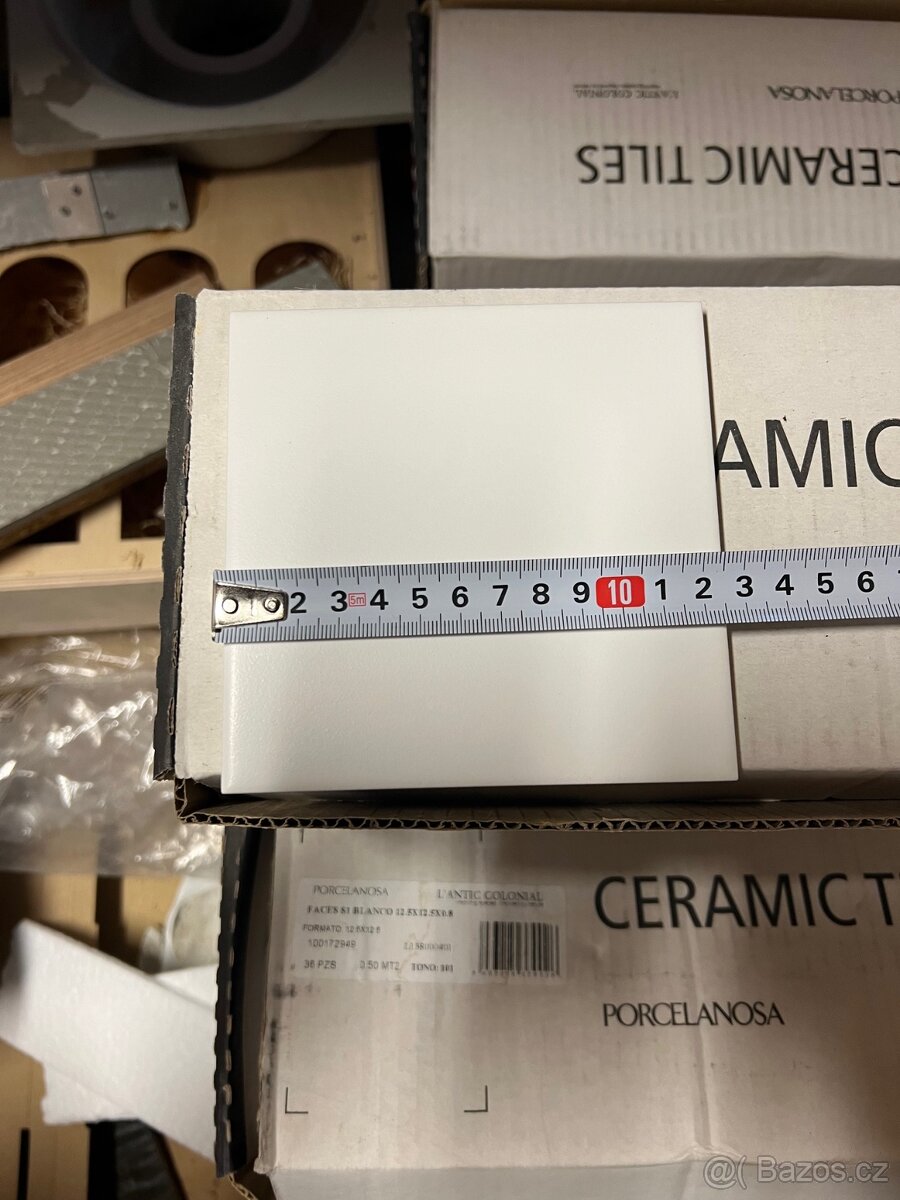 L'ANTIC COLONIAL
PORCELANOSA
CERAMIC TILES
AMIC
2 3 5m 4 5 6 7 8 9 10 1 2 3 4 5 6
PORCELANOSA L'ANTIC COLONIAL
FACES S1 BLANCO 12.5X12.5X0.8
FORMATO 12.5X12.5
100172949
36 PZS 0.50 MT2 TONO:
CERAMIC T
PORCELANOSA
@( Bazos.cz